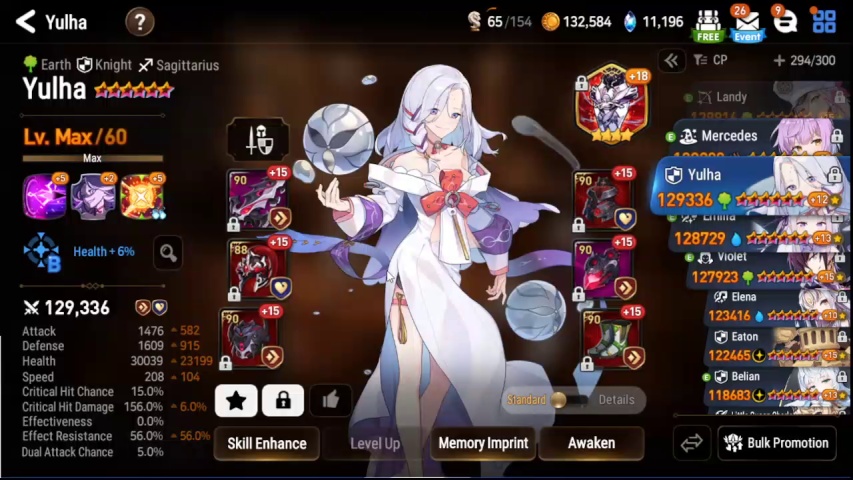 Yulha
?
65/154
132,584
11,196
FREE
26
Event
9
Earth Knight Sagittarius
Yulha
Lv. Max/60
Max
+5
+2
+5
B
Health + 6%
129,336
Attack 1476 582
Defense 1609 915
Health 30039 23199
Speed 208 104
Critical Hit Chance 15.0%
Critical Hit Damage 156.0% 6.0%
Effectiveness 0.0%
Effect Resistance 56.0% 56.0%
Dual Attack Chance 5.0%
90 +15
88 +15
90 +15
+18
90 +15
90 +15
90 +15
Standard Details
Skill Enhance
Level Up
Memory Imprint
Awaken
CP
+ 294/300
Landy
E Mercedes
Yulha
129336 +12
128729 +13
Violet
127923 +15
Elena
123416 +10
Eaton
122465 +15
E Belian
118683 +13
Bulk Promotion